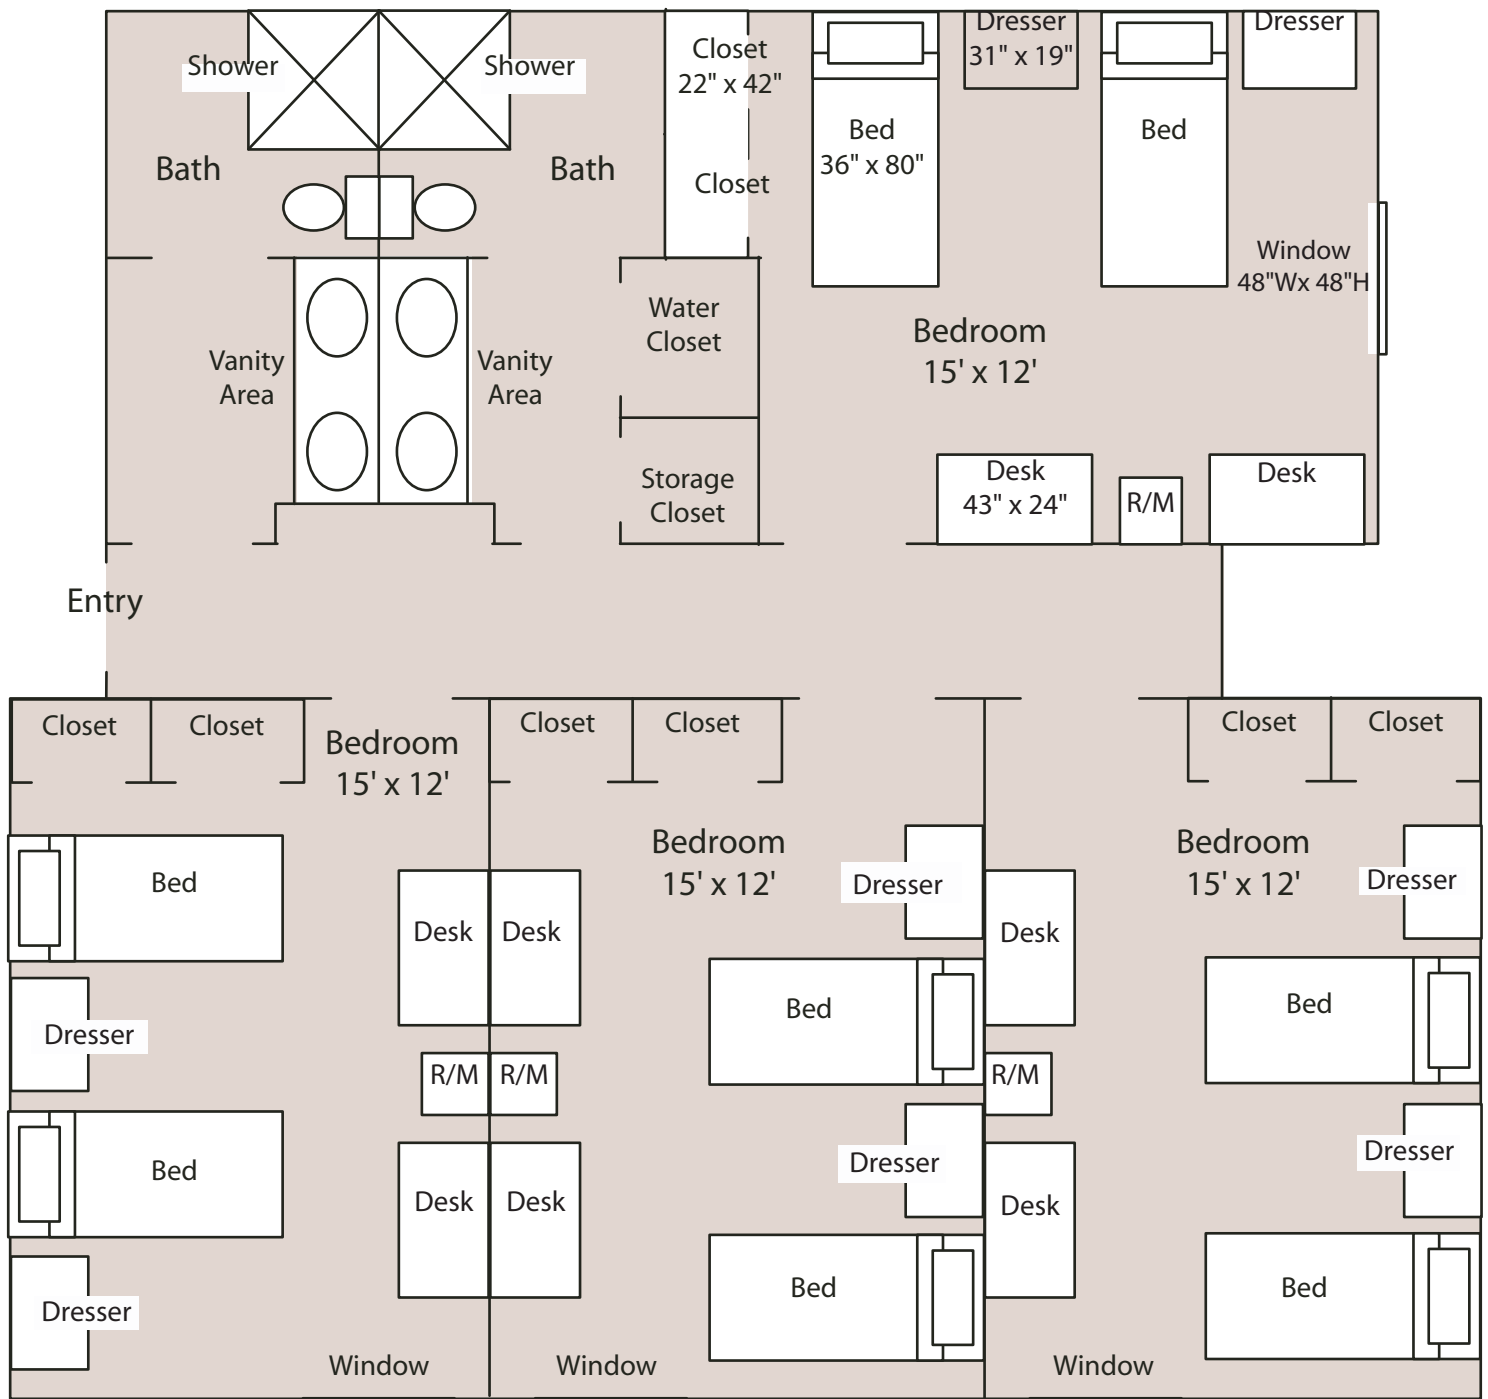 Shower
Shower
Bath
Bath
Closet
22" x 42"
Closet
Bed
36" x 80"
Dresser
31" x 19"
Bed
Dresser
Window
48"Wx 48"H
Vanity
Area
Vanity
Area
Water
Closet
Storage
Closet
Bedroom
15' x 12'
Desk
43" x 24"
R/M
Desk
Entry
Closet
Closet
Bedroom
15' x 12'
Bed
Dresser
Bed
Dresser
Desk
R/M
Desk
Window
Closet
Closet
Bedroom
15' x 12'
Desk
R/M
Desk
Dresser
Bed
Dresser
Bed
Window
Closet
Closet
Bedroom
15' x 12'
Desk
R/M
Desk
Dresser
Bed
Dresser
Bed
Window